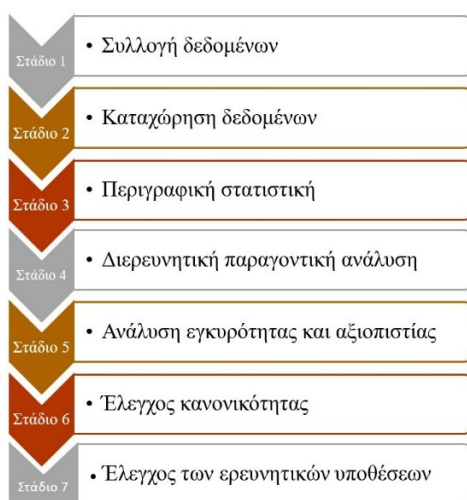 Στάδιο 1
• Συλλογή δεδομένων
Στάδιο 2
• Καταχώρηση δεδομένων
Στάδιο 3
• Περιγραφική στατιστική
Στάδιο 4
• Διερευνητική παραγοντική ανάλυση
Στάδιο 5
• Ανάλυση εγκυρότητας και αξιοπιστίας
Στάδιο 6
• Έλεγχος κανονικότητας
Στάδιο 7
• Έλεγχος των ερευνητικών υποθέσεων